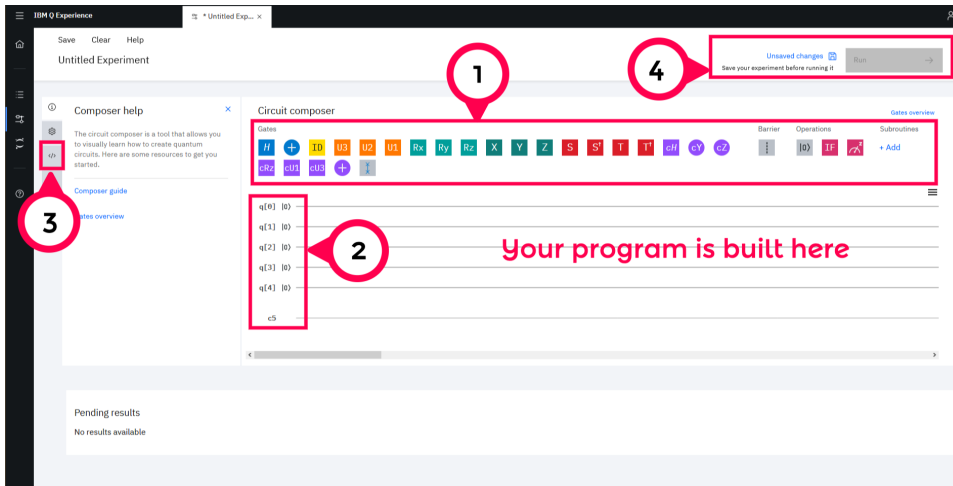 IBM Q Experience
* Untitled Exp... ×
Save Clear Help
Untitled Experiment
Unsaved changes
Save your experiment before running it
Run →
1
4
Composer help ×
The circuit composer is a tool that allows you
to visually learn how to create quantum
circuits. Here are some resources to get you
started.
Composer guide
ates overview
</>
3
Circuit composer
Gates overview
Gates Barrier Operations Subroutines
H + ID U3 U2 U1 Rx Ry Rz X Y Z S S† T T† cH cY cZ |0⟩ IF z + Add
cRz cU1 cU3 +
q[0] |0⟩
q[1] |0⟩
q[2] |0⟩
q[3] |0⟩
q[4] |0⟩
c5
2
Your program is built here
Pending results
No results available